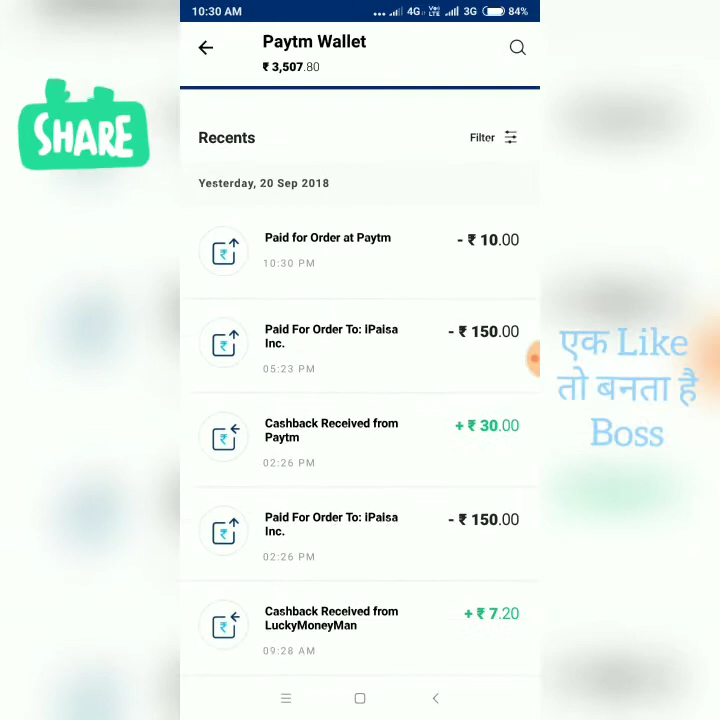 10:30 AM 4G VoLTE 3G 84%
Paytm Wallet
₹ 3,507.80
SHARE
Recents
Filter
Yesterday, 20 Sep 2018
Paid for Order at Paytm
- ₹ 10.00
10:30 PM
Paid For Order To: iPaisa
Inc.
- ₹ 150.00
05:23 PM
Cashback Received from
Paytm
+ ₹ 30.00
02:26 PM
Paid For Order To: iPaisa
Inc.
- ₹ 150.00
02:26 PM
Cashback Received from
LuckyMoneyMan
+ ₹ 7.20
09:28 AM
एक Like
तो बनता है
Boss